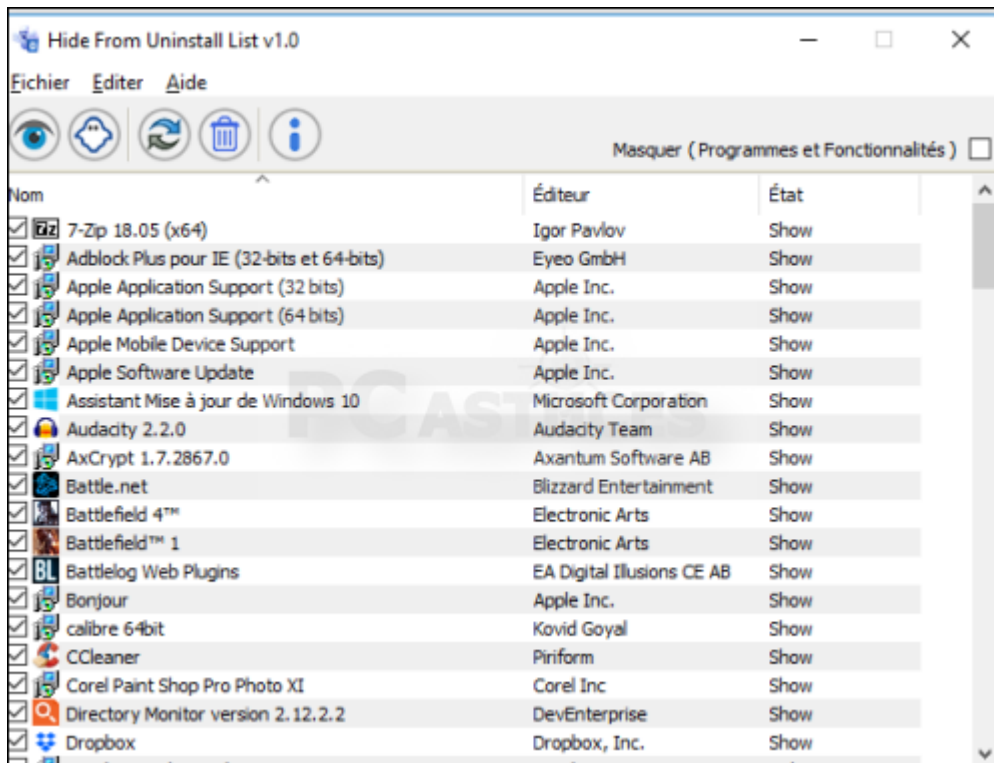 Hide From Uninstall List v1.0
Fichier Editer Aide
Masquer ( Programmes et Fonctionnalités )
Nom Éditeur État
7-Zip 18.05 (x64) Igor Pavlov Show
Adblock Plus pour IE (32-bits et 64-bits) Eyeo GmbH Show
Apple Application Support (32 bits) Apple Inc. Show
Apple Application Support (64 bits) Apple Inc. Show
Apple Mobile Device Support Apple Inc. Show
Apple Software Update Apple Inc. Show
Assistant Mise à jour de Windows 10 Microsoft Corporation Show
Audacity 2.2.0 Audacity Team Show
AxCrypt 1.7.2867.0 Axantum Software AB Show
Battle.net Blizzard Entertainment Show
Battlefield 4™ Electronic Arts Show
Battlefield™ 1 Electronic Arts Show
BL Battlelog Web Plugins EA Digital Illusions CE AB Show
Bonjour Apple Inc. Show
calibre 64bit Kovid Goyal Show
CCleaner Piriform Show
Corel Paint Shop Pro Photo XI Corel Inc Show
Directory Monitor version 2.12.2.2 DevEnterprise Show
Dropbox Dropbox, Inc. Show